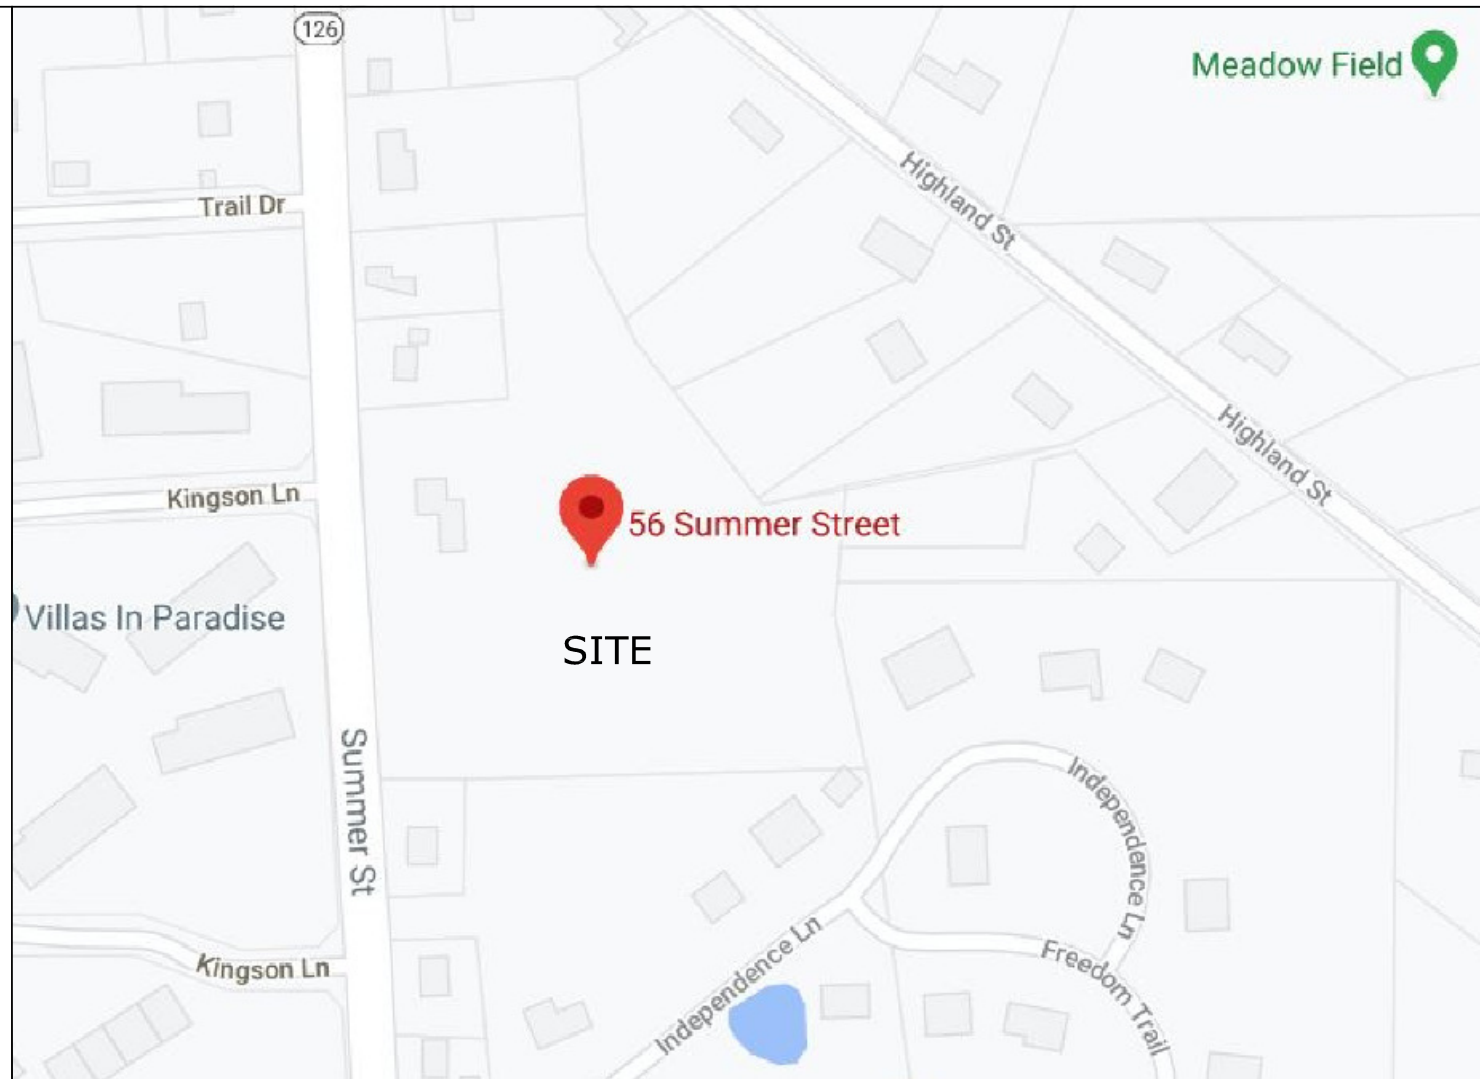 126
Meadow Field
Highland St
Trail Dr
Highland St
Kingson Ln
56 Summer Street
Villas In Paradise
SITE
Summer St
Independence Ln
Kingson Ln
Independence Ln
Freedom Trail